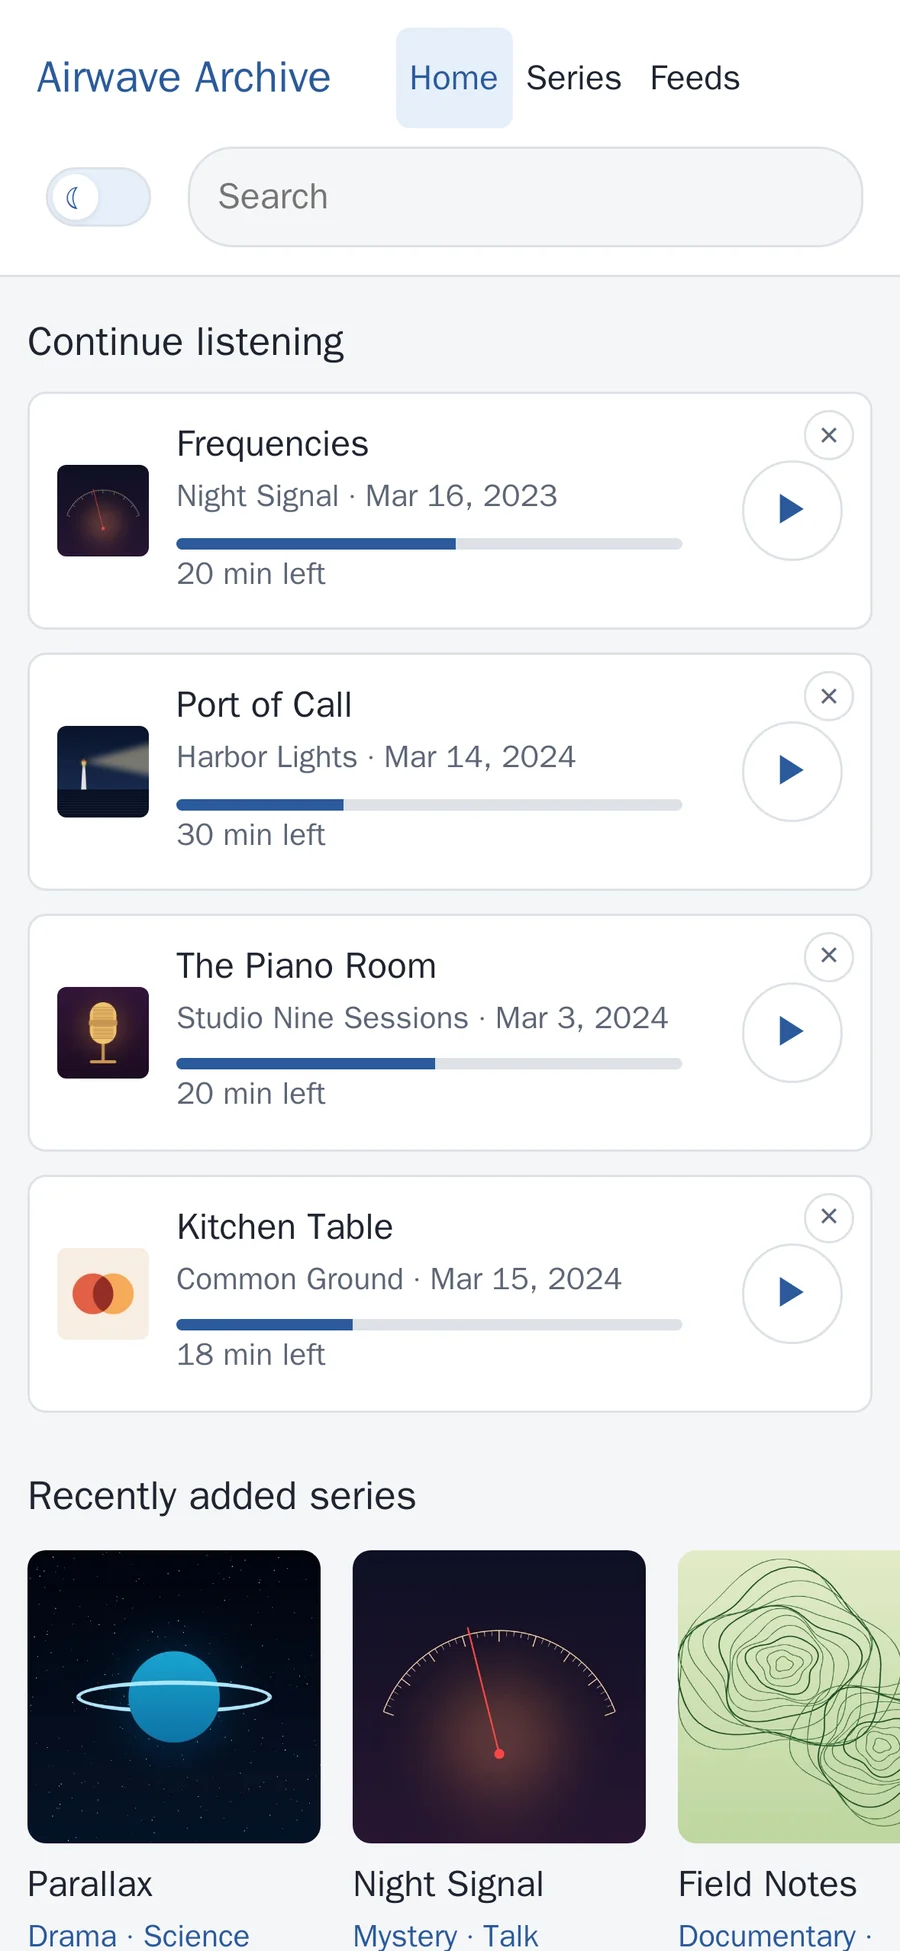 Airwave Archive
Home Series Feeds
Search
Continue listening
Frequencies
Night Signal · Mar 16, 2023
20 min left
Port of Call
Harbor Lights · Mar 14, 2024
30 min left
The Piano Room
Studio Nine Sessions · Mar 3, 2024
20 min left
Kitchen Table
Common Ground · Mar 15, 2024
18 min left
Recently added series
Parallax
Drama · Science
Night Signal
Mystery · Talk
Field Notes
Documentary ·